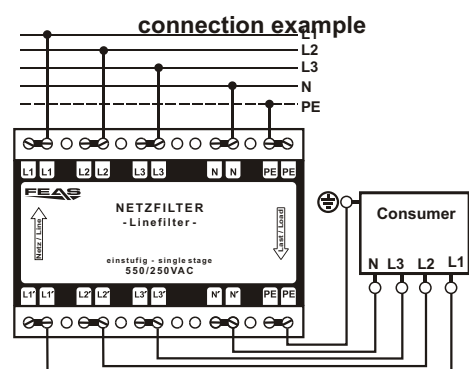 connection example
L1
L2
L3
N
PE
L1 L1 L2 L2 L3 L3 N N PE PE
FEAS
NETZFILTER
-Linefilter-
Netz / Line
Last / Load
einstufig - single stage
550/250VAC
L1' L1' L2' L2' L3' L3' N' N' PE PE
Consumer
N L3 L2 L1